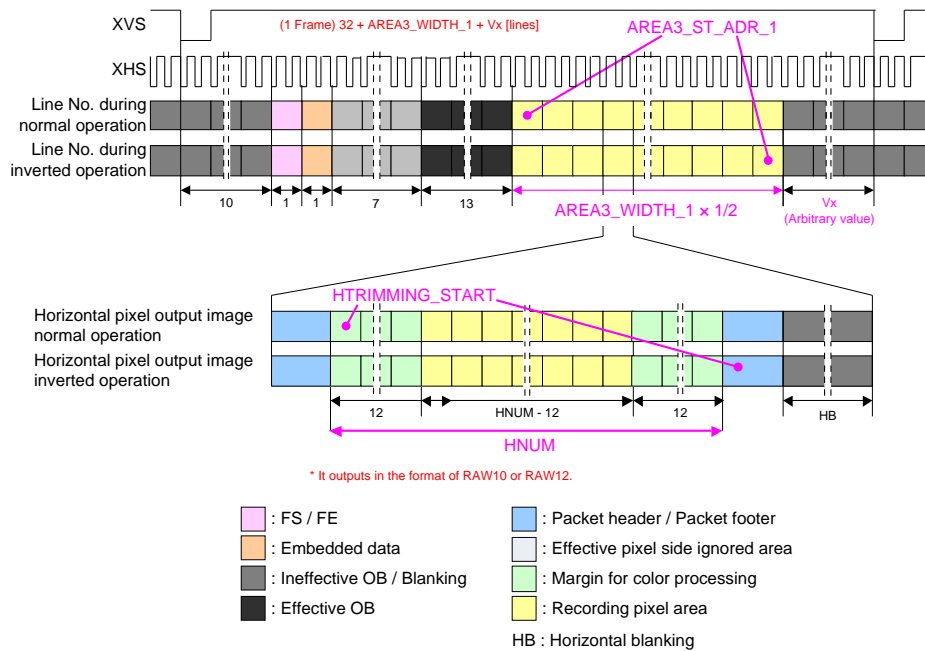 XVS
(1 Frame) 32 + AREA3_WIDTH_1 + Vx [lines]
AREA3_ST_ADR_1
XHS
Line No. during
normal operation
Line No. during
inverted operation
10
1
1
7
13
AREA3_WIDTH_1 × 1/2
Vx
(Arbitrary value)
HTRIMMING_START
Horizontal pixel output image
normal operation
Horizontal pixel output image
inverted operation
12
HNUM - 12
12
HB
HNUM
* It outputs in the format of RAW10 or RAW12.
: FS / FE
: Embedded data
: Ineffective OB / Blanking
: Effective OB
: Packet header / Packet footer
: Effective pixel side ignored area
: Margin for color processing
: Recording pixel area
HB : Horizontal blanking